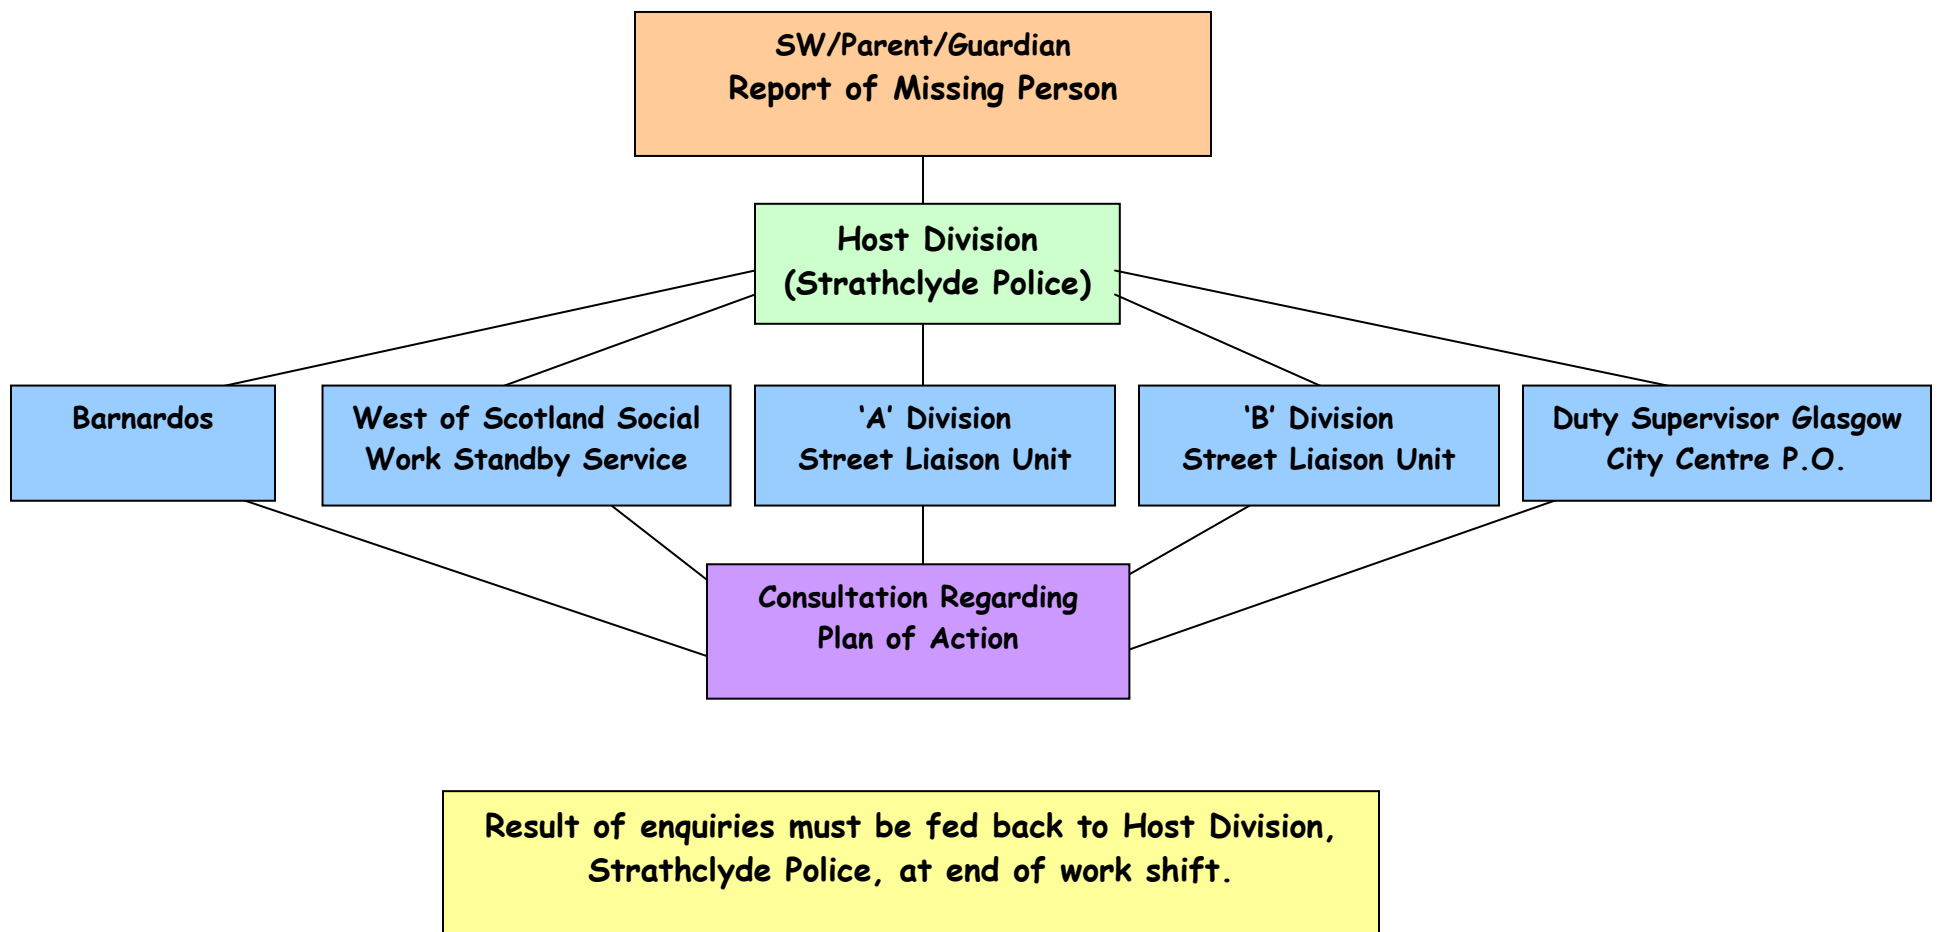 SW/Parent/Guardian
Report of Missing Person
Host Division
(Strathclyde Police)
Barnardos
West of Scotland Social
Work Standby Service
‘A’ Division
Street Liaison Unit
‘B’ Division
Street Liaison Unit
Duty Supervisor Glasgow
City Centre P.O.
Consultation Regarding
Plan of Action
Result of enquiries must be fed back to Host Division,
Strathclyde Police, at end of work shift.